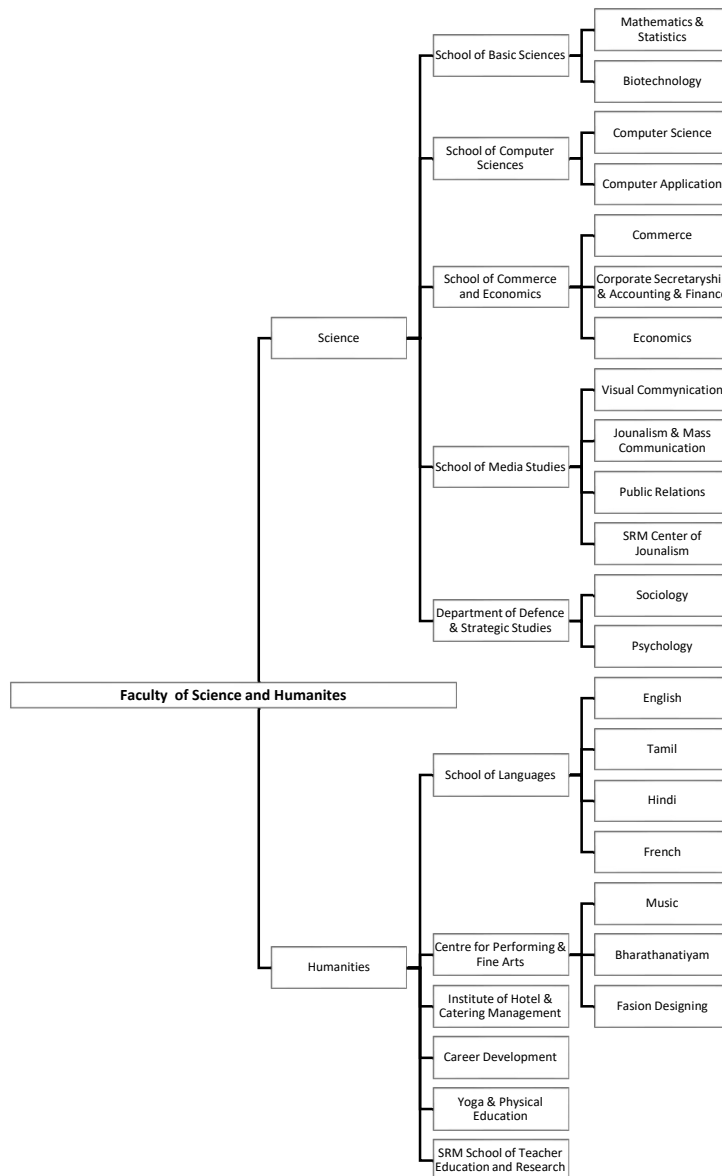 Mathematics &
Statistics
School of Basic Sciences
Biotechnology
Computer Science
School of Computer
Sciences
Computer Application
Commerce
School of Commerce
and Economics
Corporate Secretaryshi
& Accounting & Finance
Economics
Science
Visual Commynication
Jounalism & Mass
Communication
School of Media Studies
Public Relations
SRM Center of
Jounalism
Sociology
Department of Defence
& Strategic Studies
Psychology
Faculty of Science and Humanites
English
Tamil
School of Languages
Hindi
French
Music
Humanities
Centre for Performing &
Fine Arts
Bharathanatiyam
Institute of Hotel &
Catering Management
Fasion Designing
Career Development
Yoga & Physical
Education
SRM School of Teacher
Education and Research